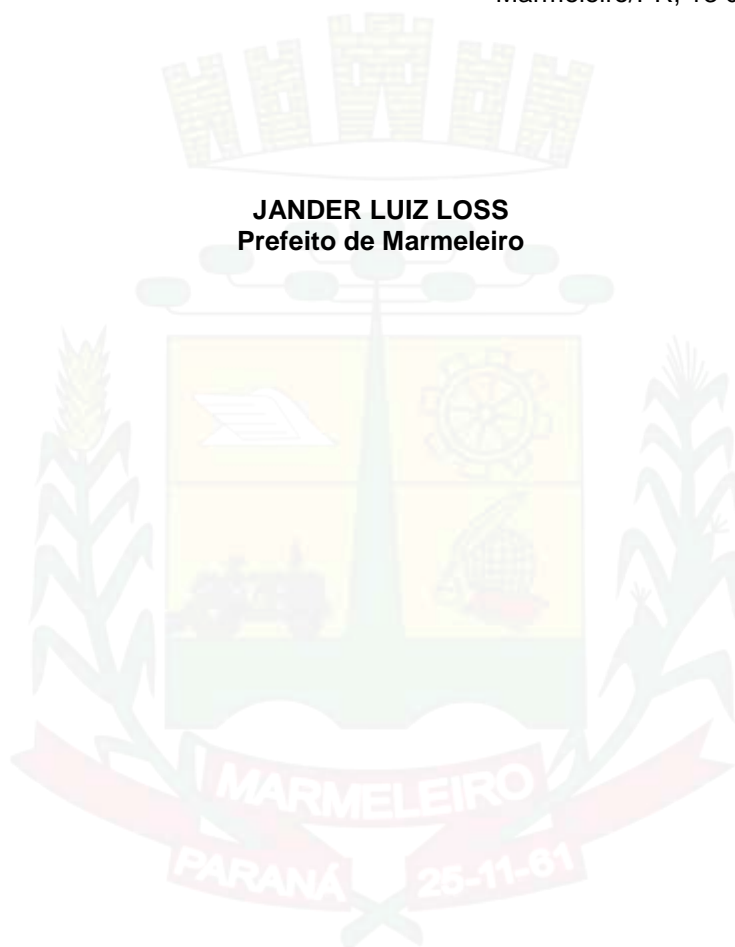 JANDER LUIZ LOSS
Prefeito de Marmeleiro
MARMELEIRO
PARANÁ 25-11-61